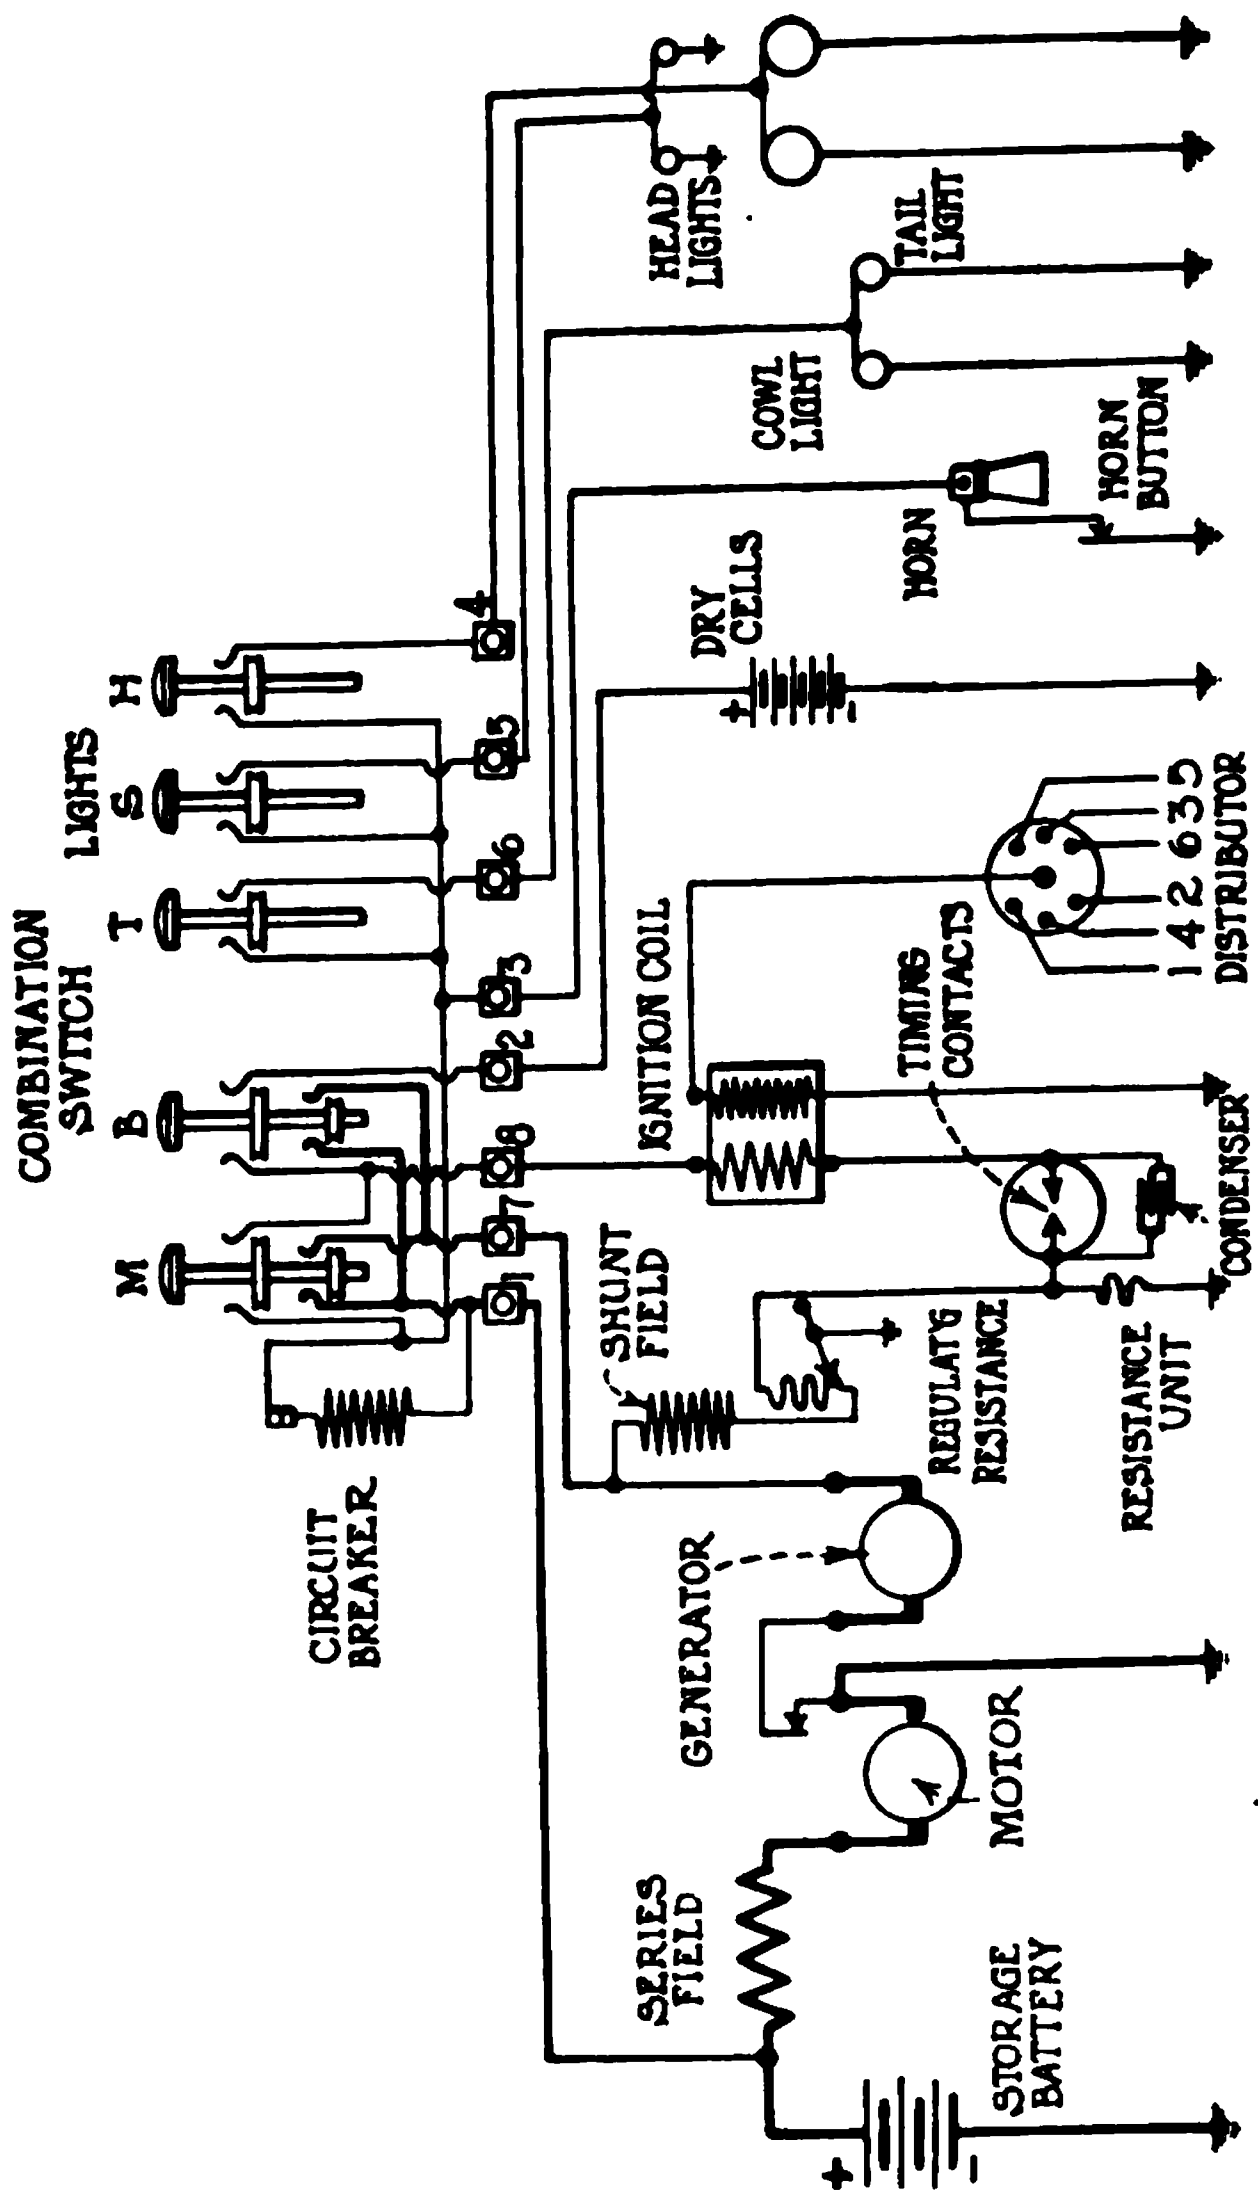 COMBINATION
SWITCH
LIGHTS
M
B
T
S
H
CIRCUIT
BREAKER
1
7
8
2
3
6
5
4
SERIES
FIELD
GENERATOR
SHUNT
FIELD
IGNITION COIL
DRY
CELLS
+
-
HEAD
LIGHTS
COWL
LIGHT
TAIL
LIGHT
HORN
HORN
BUTTON
TIMING
CONTACTS
REGULAT'G
RESISTANCE
MOTOR
STORAGE
BATTERY
+
-
RESISTANCE
UNIT
CONDENSER
1 4 2 6 3 5
DISTRIBUTOR